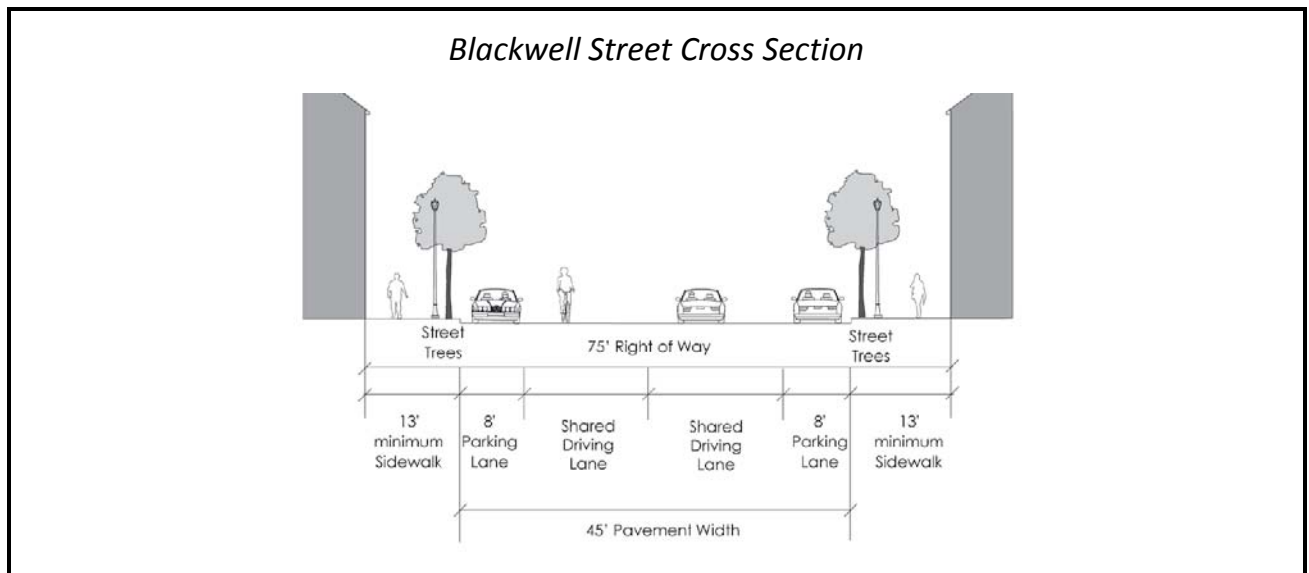 Blackwell Street Cross Section
Street
Trees
75' Right of Way
Street
Trees
13'
minimum
Sidewalk
8'
Parking
Lane
Shared
Driving
Lane
Shared
Driving
Lane
8'
Parking
Lane
13'
minimum
Sidewalk
45' Pavement Width